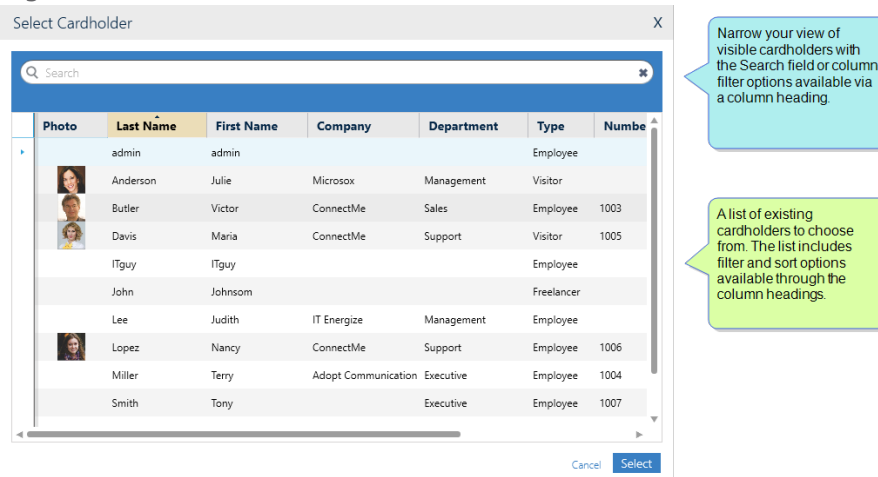 Select Cardholder X
Search
Photo Last Name First Name Company Department Type Numbe
admin admin Employee
Anderson Julie Microsox Management Visitor
Butler Victor ConnectMe Sales Employee 1003
Davis Maria ConnectMe Support Visitor 1005
ITguy ITguy Employee
John Johnsom Freelancer
Lee Judith IT Energize Management Employee
Lopez Nancy ConnectMe Support Employee 1006
Miller Terry Adopt Communication Executive Employee 1004
Smith Tony Executive Employee 1007
Cancel Select
Narrow your view of
visible cardholders with
the Search field or column
filter options available via
a column heading.
A list of existing
cardholders to choose
from. The list includes
filter and sort options
available through the
column headings.